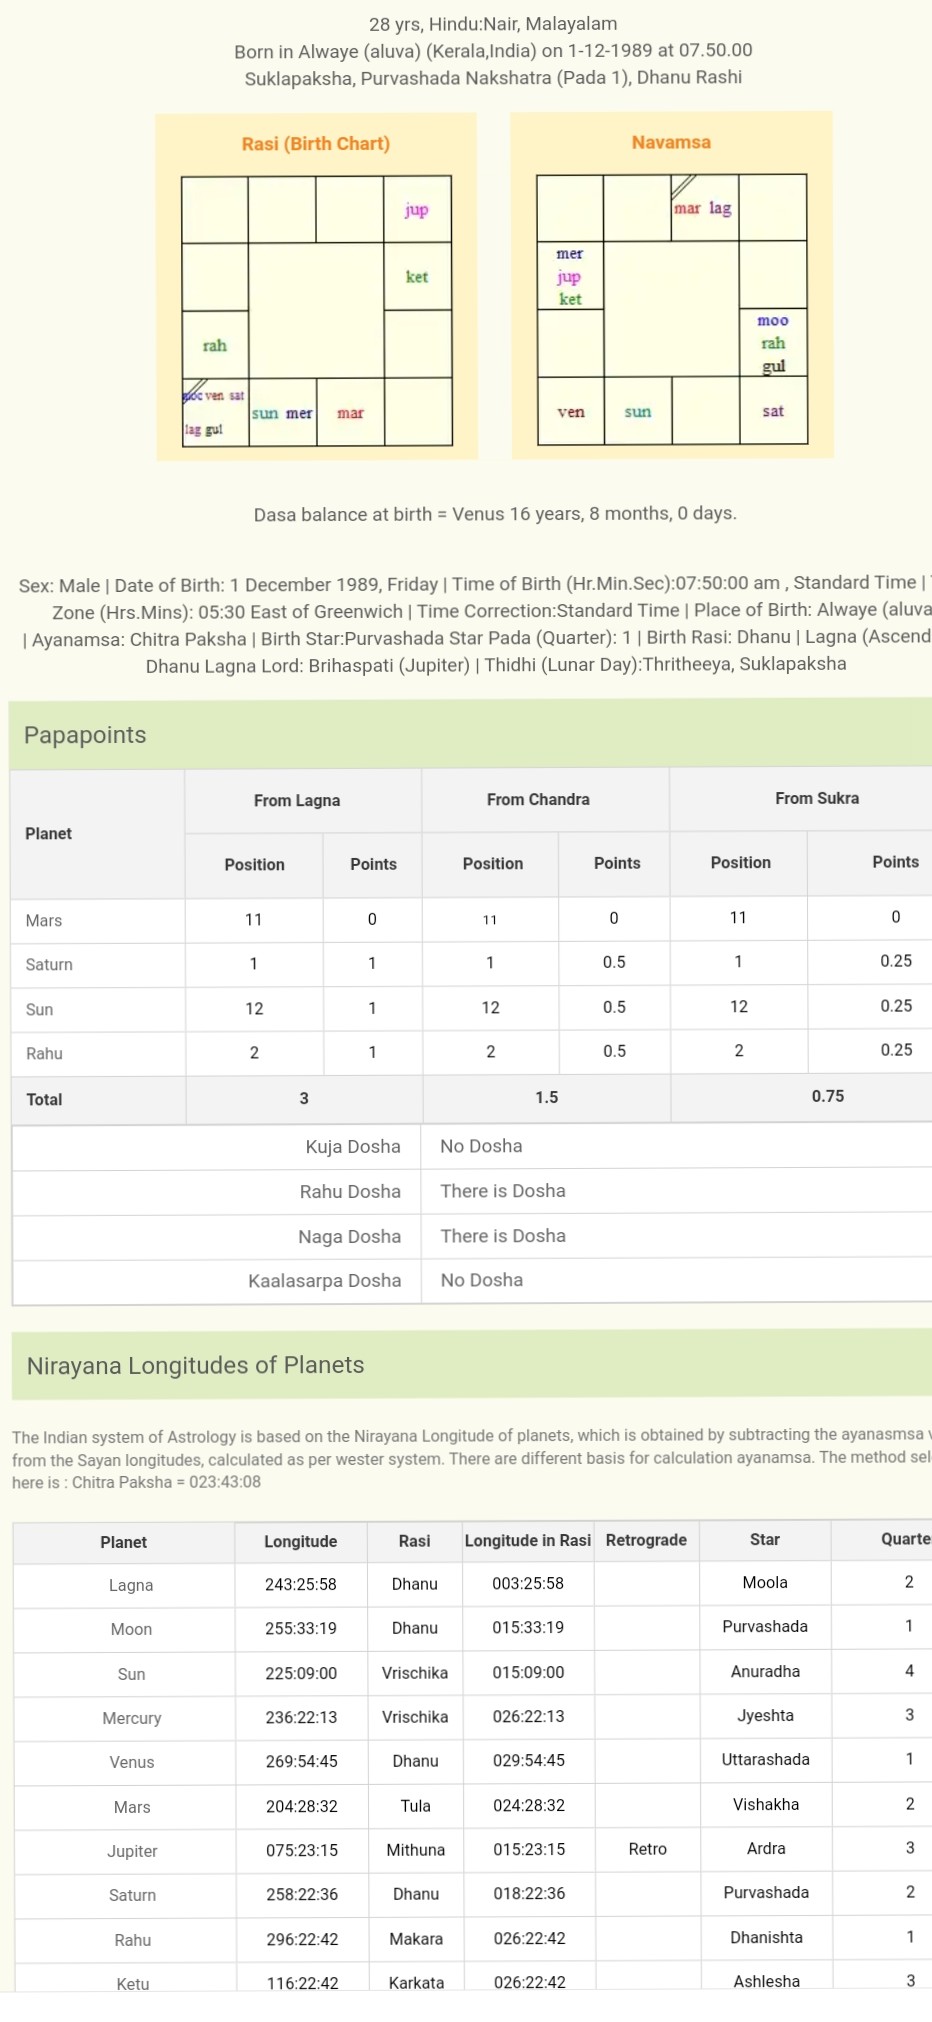 28 yrs, Hindu:Nair, Malayalam
Born in Alwaye (aluva) (Kerala,India) on 1-12-1989 at 07.50.00
Suklapaksha, Purvashada Nakshatra (Pada 1), Dhanu Rashi
Rasi (Birth Chart)
jup
ket
rah
moc ven sat
lag gul
sun mer
mar
Navamsa
mar lag
mer
jup
ket
moo
rah
gul
ven
sun
sat
Dasa balance at birth = Venus 16 years, 8 months, 0 days.
Sex: Male | Date of Birth: 1 December 1989, Friday | Time of Birth (Hr.Min.Sec):07:50:00 am , Standard Time |
Zone (Hrs.Mins): 05:30 East of Greenwich | Time Correction:Standard Time | Place of Birth: Alwaye (aluva
| Ayanamsa: Chitra Paksha | Birth Star:Purvashada Star Pada (Quarter): 1 | Birth Rasi: Dhanu | Lagna (Ascend
Dhanu Lagna Lord: Brihaspati (Jupiter) | Thidhi (Lunar Day):Thritheeya, Suklapaksha
Papapoints
Planet From Lagna From Chandra From Sukra
Position Points Position Points Position Points
Mars 11 0 11 0 11 0
Saturn 1 1 1 0.5 1 0.25
Sun 12 1 12 0.5 12 0.25
Rahu 2 1 2 0.5 2 0.25
Total 3 1.5 0.75
Kuja Dosha No Dosha
Rahu Dosha There is Dosha
Naga Dosha There is Dosha
Kaalasarpa Dosha No Dosha
Nirayana Longitudes of Planets
The Indian system of Astrology is based on the Nirayana Longitude of planets, which is obtained by subtracting the ayanasmsa
from the Sayan longitudes, calculated as per wester system. There are different basis for calculation ayanamsa. The method sel
here is : Chitra Paksha = 023:43:08
Planet Longitude Rasi Longitude in Rasi Retrograde Star Quarte
Lagna 243:25:58 Dhanu 003:25:58 Moola 2
Moon 255:33:19 Dhanu 015:33:19 Purvashada 1
Sun 225:09:00 Vrischika 015:09:00 Anuradha 4
Mercury 236:22:13 Vrischika 026:22:13 Jyeshta 3
Venus 269:54:45 Dhanu 029:54:45 Uttarashada 1
Mars 204:28:32 Tula 024:28:32 Vishakha 2
Jupiter 075:23:15 Mithuna 015:23:15 Retro Ardra 3
Saturn 258:22:36 Dhanu 018:22:36 Purvashada 2
Rahu 296:22:42 Makara 026:22:42 Dhanishta 1
Ketu 116:22:42 Karkata 026:22:42 Ashlesha 3